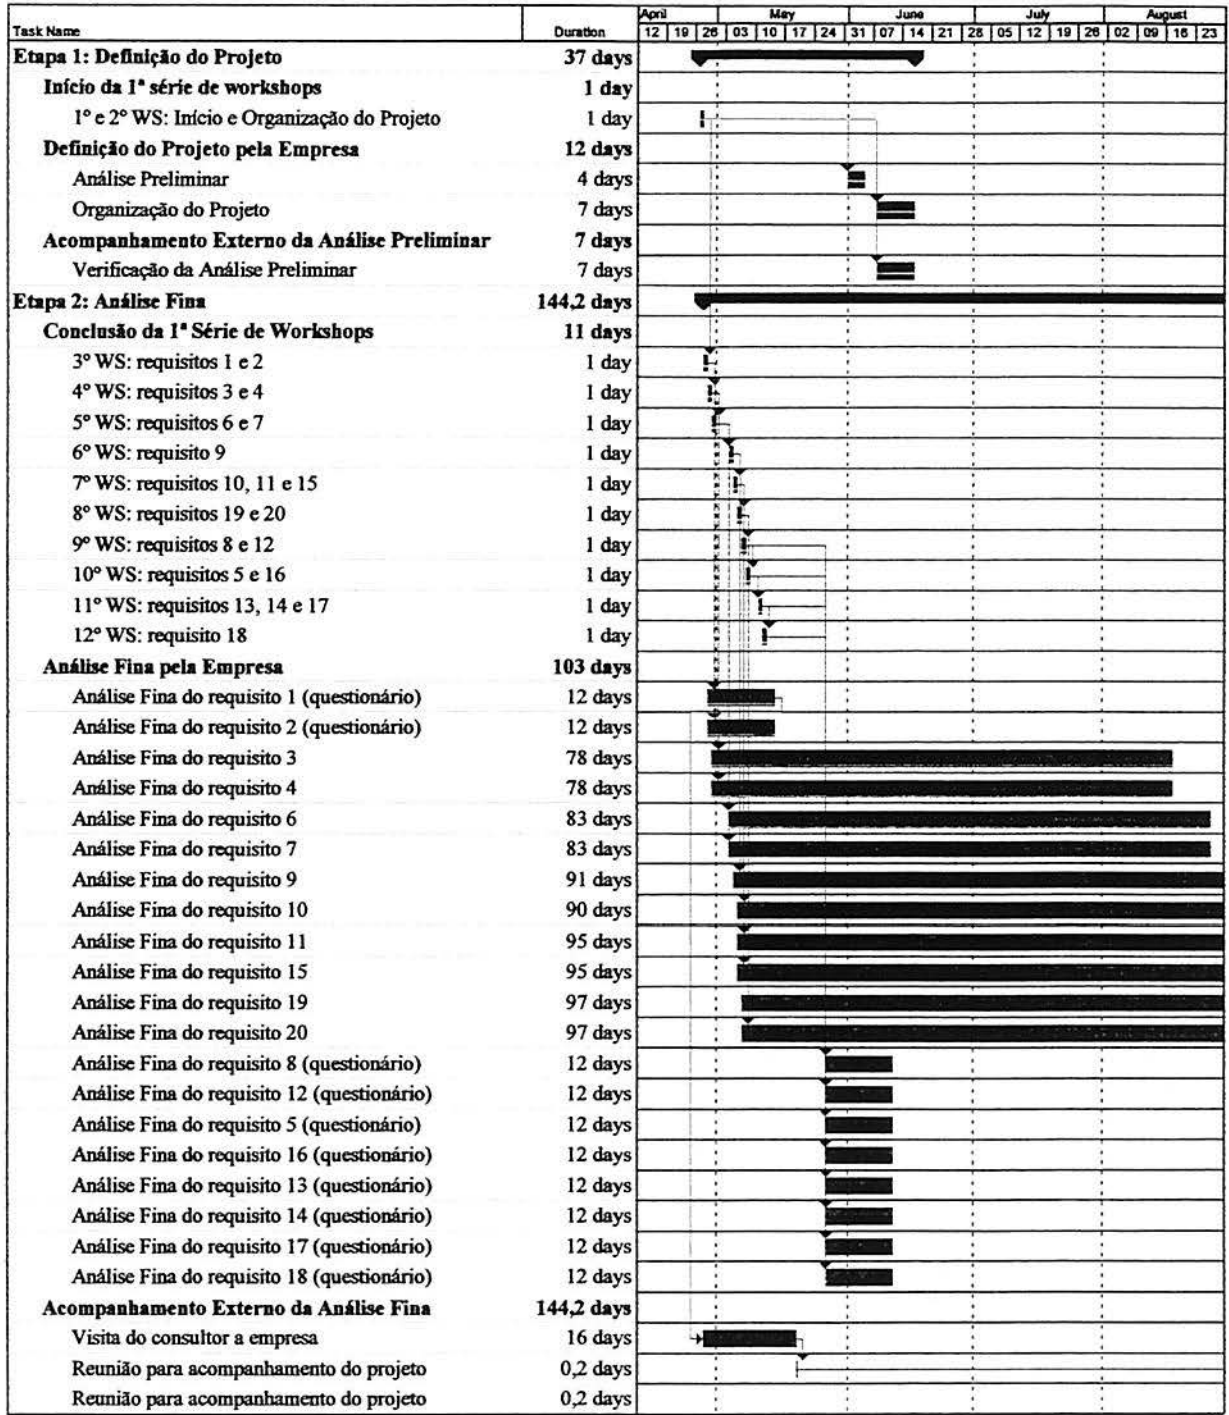 April May June July August
Task Name Duration 12 19 26 03 10 17 24 31 07 14 21 28 05 12 19 26 02 09 16 23
Etapa 1: Definição do Projeto 37 days
Início da 1ª série de workshops 1 day
1º e 2º WS: Início e Organização do Projeto 1 day
Definição do Projeto pela Empresa 12 days
Análise Preliminar 4 days
Organização do Projeto 7 days
Acompanhamento Externo da Análise Preliminar 7 days
Verificação da Análise Preliminar 7 days
Etapa 2: Análise Fina 144,2 days
Conclusão da 1ª Série de Workshops 11 days
3º WS: requisitos 1 e 2 1 day
4º WS: requisitos 3 e 4 1 day
5º WS: requisitos 6 e 7 1 day
6º WS: requisito 9 1 day
7º WS: requisitos 10, 11 e 15 1 day
8º WS: requisitos 19 e 20 1 day
9º WS: requisitos 8 e 12 1 day
10º WS: requisitos 5 e 16 1 day
11º WS: requisitos 13, 14 e 17 1 day
12º WS: requisito 18 1 day
Análise Fina pela Empresa 103 days
Análise Fina do requisito 1 (questionário) 12 days
Análise Fina do requisito 2 (questionário) 12 days
Análise Fina do requisito 3 78 days
Análise Fina do requisito 4 78 days
Análise Fina do requisito 6 83 days
Análise Fina do requisito 7 83 days
Análise Fina do requisito 9 91 days
Análise Fina do requisito 10 90 days
Análise Fina do requisito 11 95 days
Análise Fina do requisito 15 95 days
Análise Fina do requisito 19 97 days
Análise Fina do requisito 20 97 days
Análise Fina do requisito 8 (questionário) 12 days
Análise Fina do requisito 12 (questionário) 12 days
Análise Fina do requisito 5 (questionário) 12 days
Análise Fina do requisito 16 (questionário) 12 days
Análise Fina do requisito 13 (questionário) 12 days
Análise Fina do requisito 14 (questionário) 12 days
Análise Fina do requisito 17 (questionário) 12 days
Análise Fina do requisito 18 (questionário) 12 days
Acompanhamento Externo da Análise Fina 144,2 days
Visita do consultor a empresa 16 days
Reunião para acompanhamento do projeto 0,2 days
Reunião para acompanhamento do projeto 0,2 days